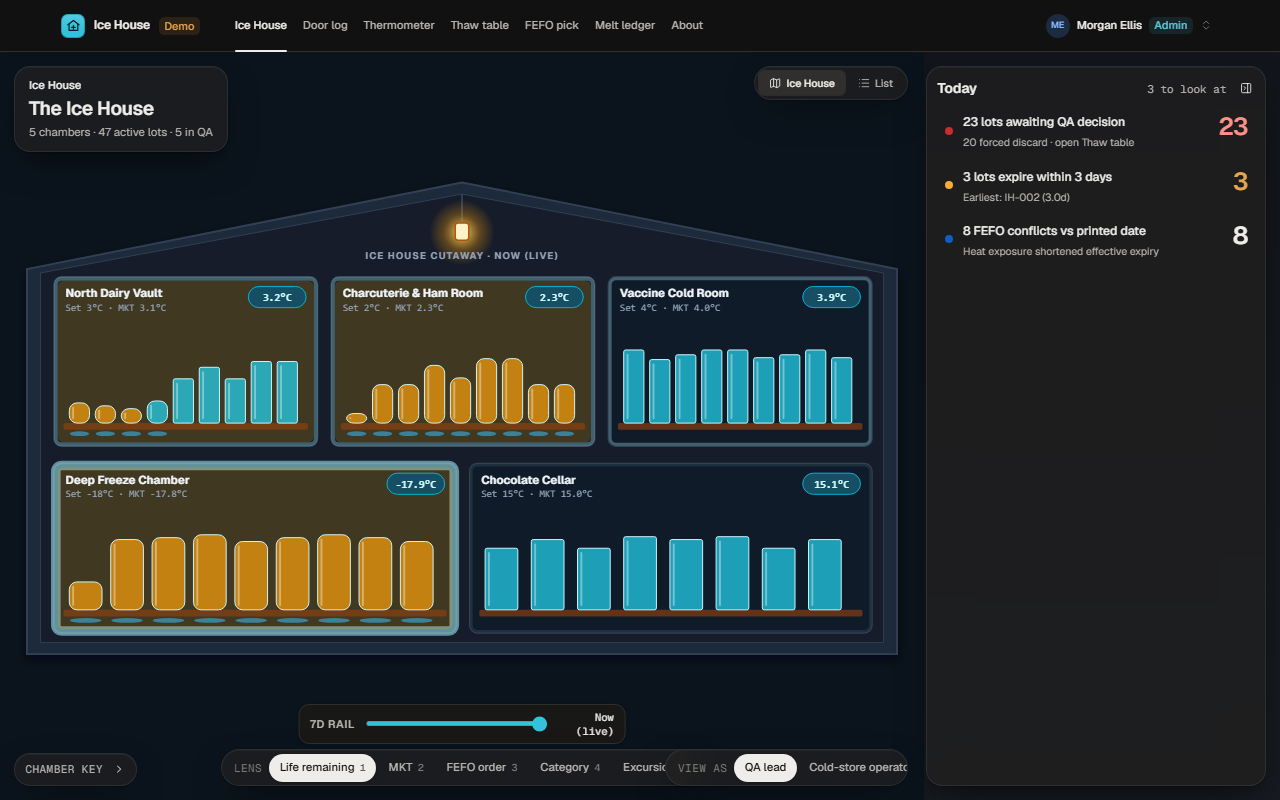 Ice House Demo Ice House Door log Thermometer Thaw table FEFO pick Melt ledger About ME Morgan Ellis Admin
Ice House
The Ice House
5 chambers · 47 active lots · 5 in QA
Ice House List
ICE HOUSE CUTAWAY · NOW (LIVE)
North Dairy Vault 3.2°C
Set 3°C · MKT 3.1°C
Charcuterie & Ham Room 2.3°C
Set 2°C · MKT 2.3°C
Vaccine Cold Room 3.9°C
Set 4°C · MKT 4.0°C
Deep Freeze Chamber -17.9°C
Set -18°C · MKT -17.8°C
Chocolate Cellar 15.1°C
Set 15°C · MKT 15.0°C
7D RAIL Now (live)
CHAMBER KEY
LENS Life remaining 1 MKT 2 FEFO order 3 Category 4 Excursio
VIEW AS QA lead Cold-store operato
Today 3 to look at
23 lots awaiting QA decision 23
20 forced discard · open Thaw table
3 lots expire within 3 days 3
Earliest: IH-002 (3.0d)
8 FEFO conflicts vs printed date 8
Heat exposure shortened effective expiry